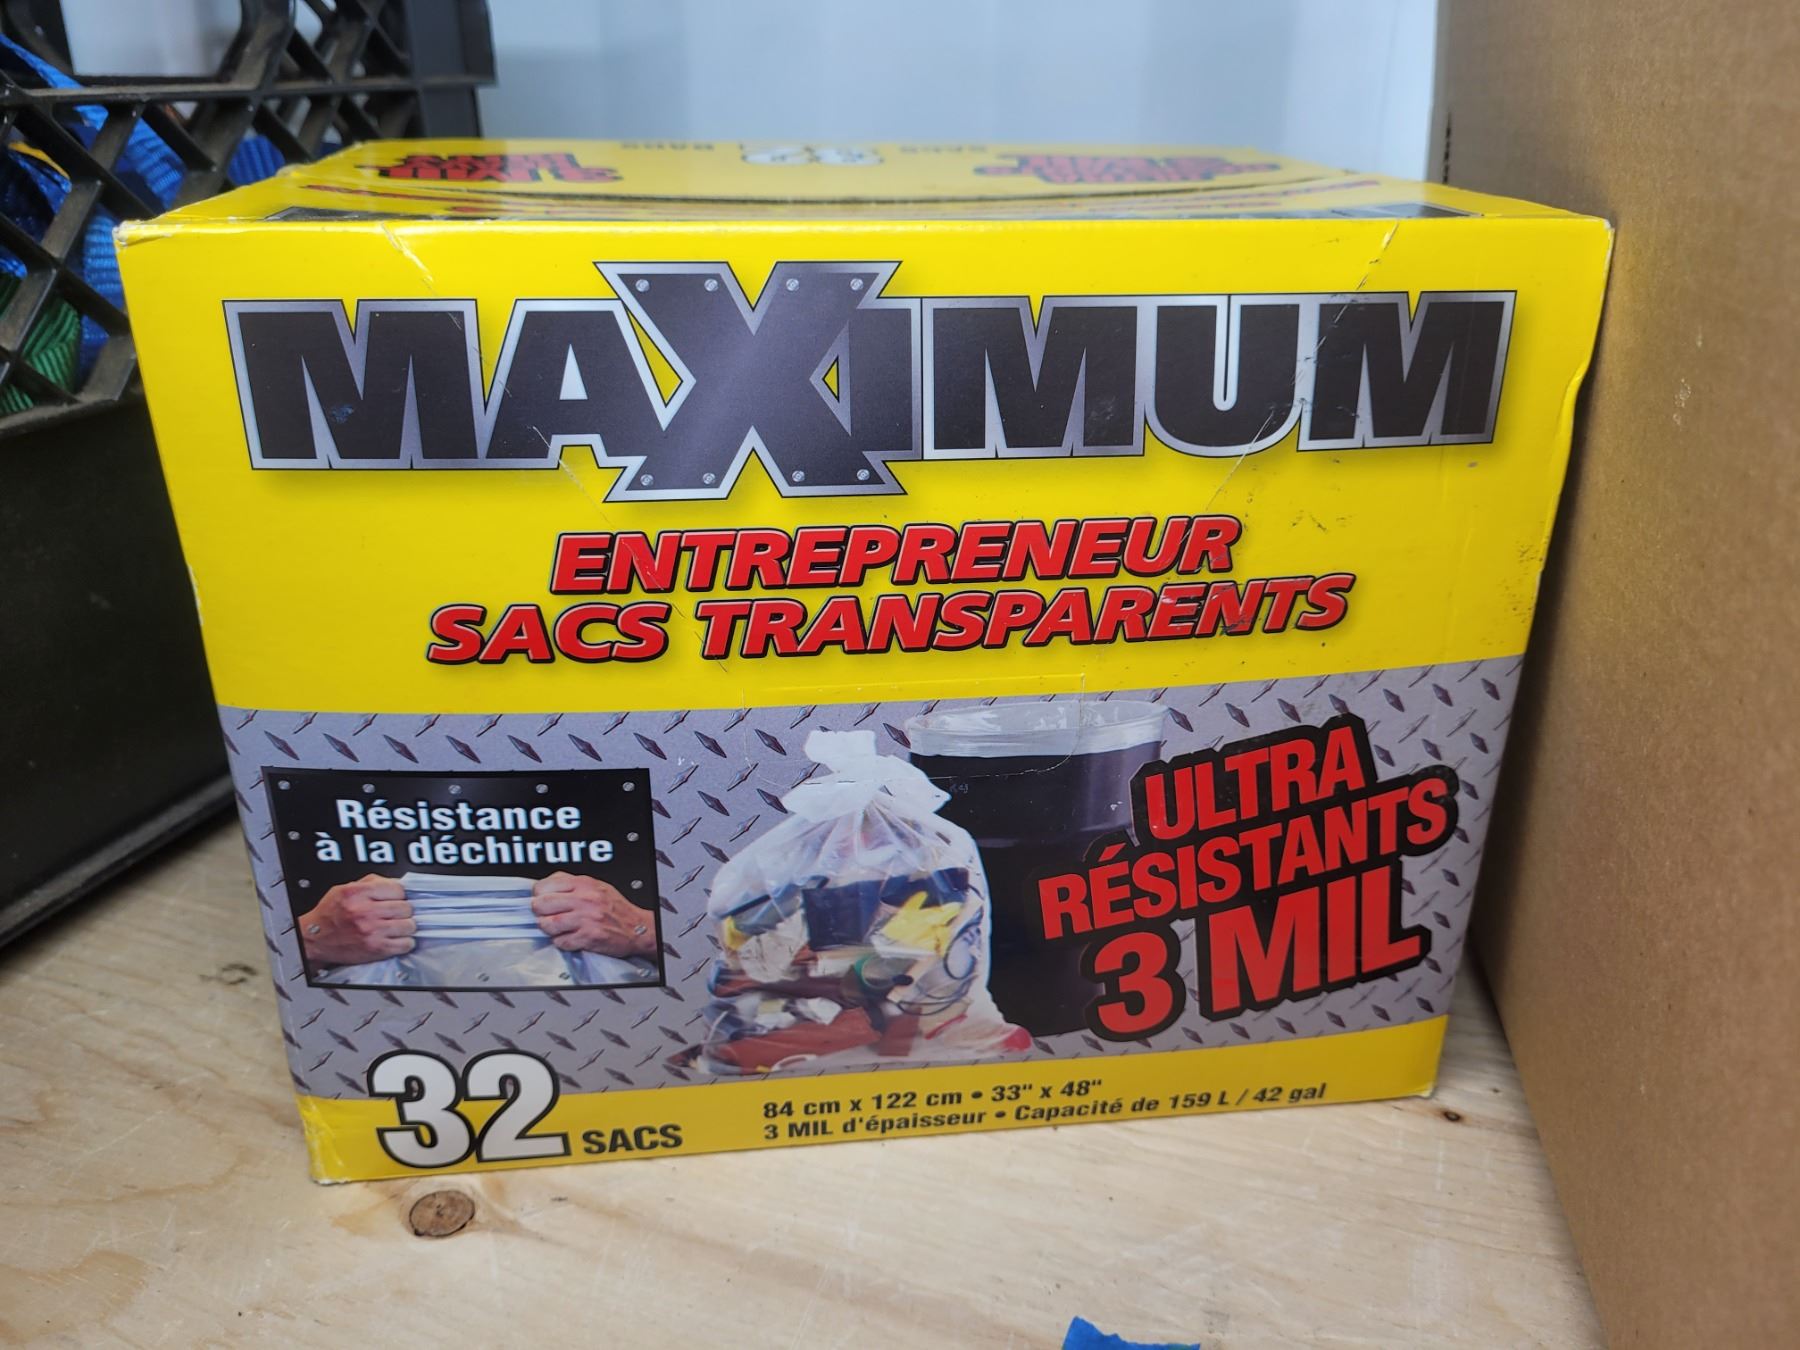 MAXIMUM
ENTREPRENEUR
SACS TRANSPARENTS
Résistance
à la déchirure
ULTRA
RÉSISTANTS
3 MIL
32 SACS
84 cm x 122 cm • 33" x 48"
3 MIL d'épaisseur • Capacité de 159 L / 42 gal